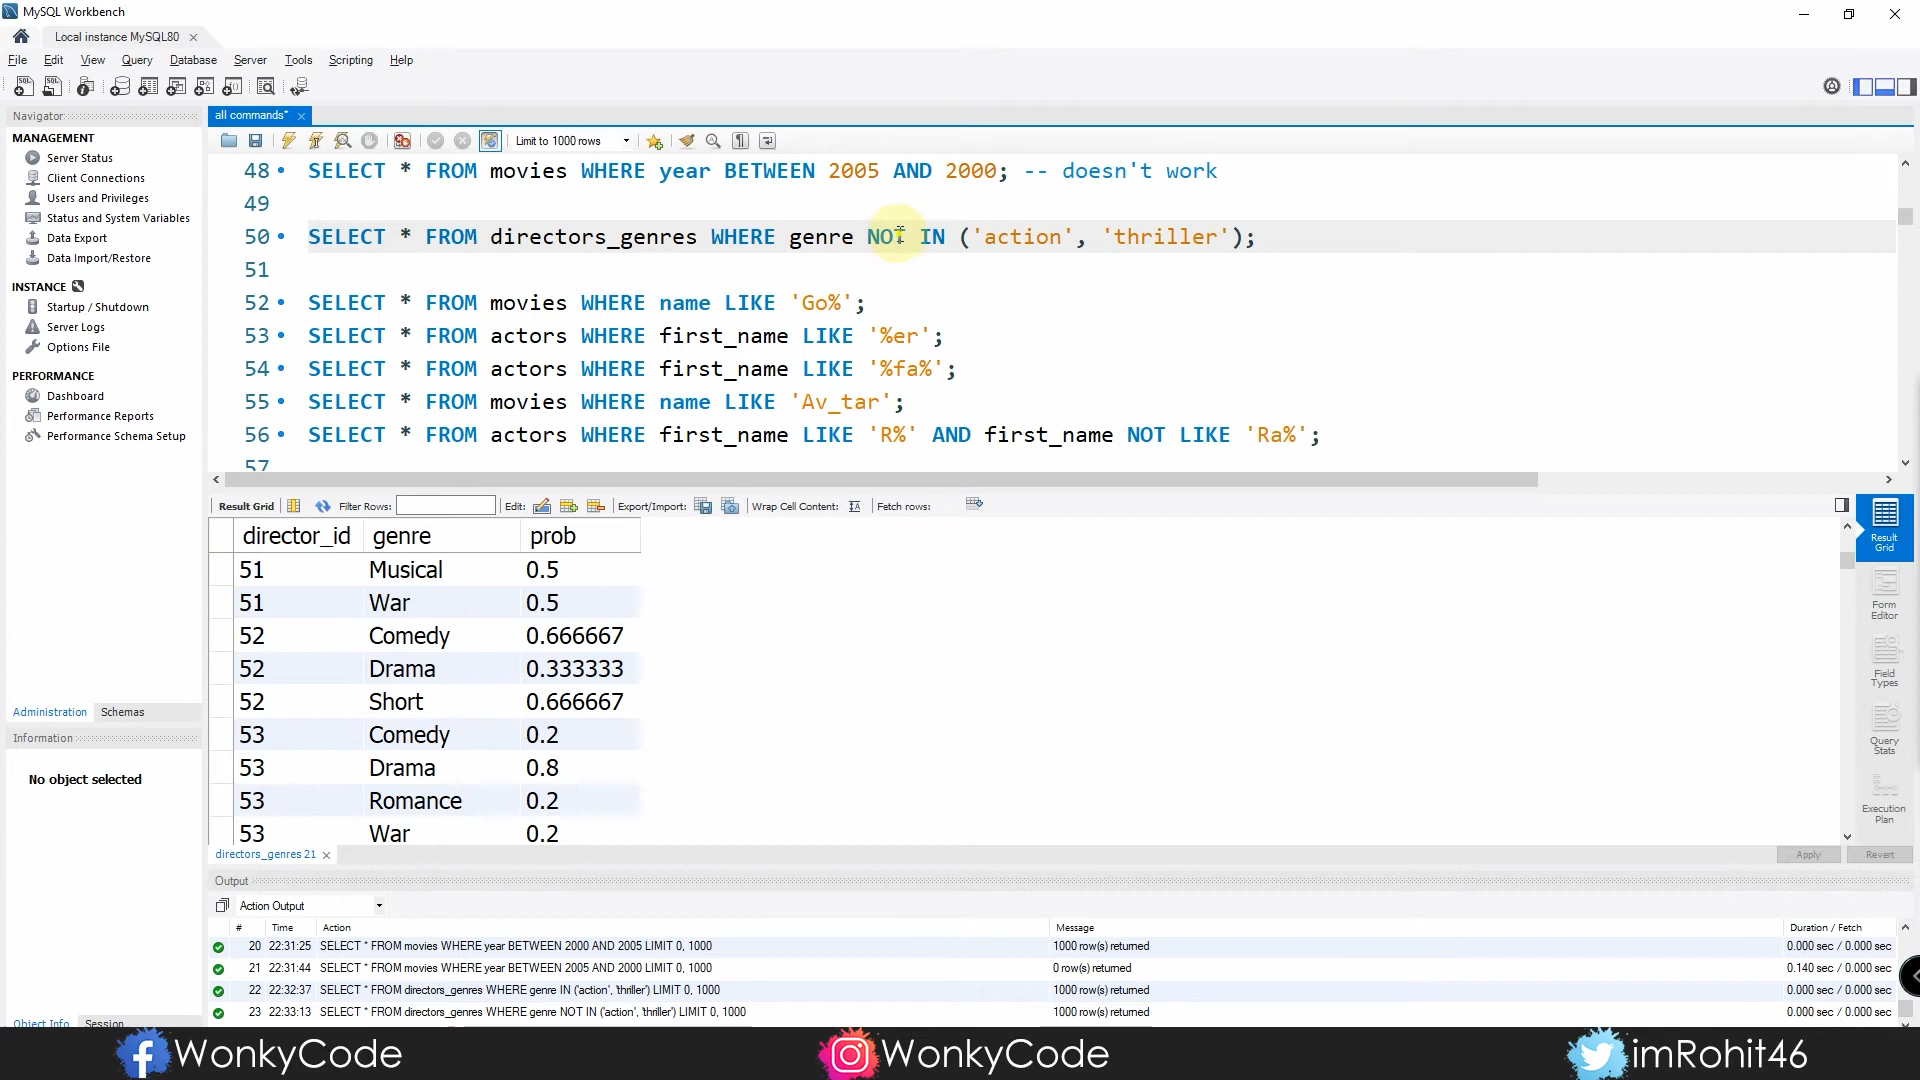 MySQL Workbench
Local instance MySQL80
File Edit View Query Database Server Tools Scripting Help
Navigator
MANAGEMENT
Server Status
Client Connections
Users and Privileges
Status and System Variables
Data Export
Data Import/Restore
INSTANCE
Startup / Shutdown
Server Logs
Options File
PERFORMANCE
Dashboard
Performance Reports
Performance Schema Setup
Administration Schemas
Information
No object selected
Object Info Session
all commands*
Limit to 1000 rows
48 SELECT * FROM movies WHERE year BETWEEN 2005 AND 2000; -- doesn't work
49
50 SELECT * FROM directors_genres WHERE genre NOT IN ('action', 'thriller');
51
52 SELECT * FROM movies WHERE name LIKE 'Go%';
53 SELECT * FROM actors WHERE first_name LIKE '%er';
54 SELECT * FROM actors WHERE first_name LIKE '%fa%';
55 SELECT * FROM movies WHERE name LIKE 'Av_tar';
56 SELECT * FROM actors WHERE first_name LIKE 'R%' AND first_name NOT LIKE 'Ra%';
57
Result Grid Filter Rows: Edit: Export/Import: Wrap Cell Content: Fetch rows:
director_id genre prob
51 Musical 0.5
51 War 0.5
52 Comedy 0.666667
52 Drama 0.333333
52 Short 0.666667
53 Comedy 0.2
53 Drama 0.8
53 Romance 0.2
53 War 0.2
Result Grid
Form Editor
Field Types
Query Stats
Execution Plan
directors_genres 21
Apply Revert
Output
Action Output
# Time Action Message Duration / Fetch
20 22:31:25 SELECT * FROM movies WHERE year BETWEEN 2000 AND 2005 LIMIT 0, 1000 1000 row(s) returned 0.000 sec / 0.000 sec
21 22:31:44 SELECT * FROM movies WHERE year BETWEEN 2005 AND 2000 LIMIT 0, 1000 0 row(s) returned 0.140 sec / 0.000 sec
22 22:32:37 SELECT * FROM directors_genres WHERE genre IN ('action', 'thriller') LIMIT 0, 1000 1000 row(s) returned 0.000 sec / 0.000 sec
23 22:33:13 SELECT * FROM directors_genres WHERE genre NOT IN ('action', 'thriller') LIMIT 0, 1000 1000 row(s) returned 0.000 sec / 0.000 sec
WonkyCode WonkyCode imRohit46